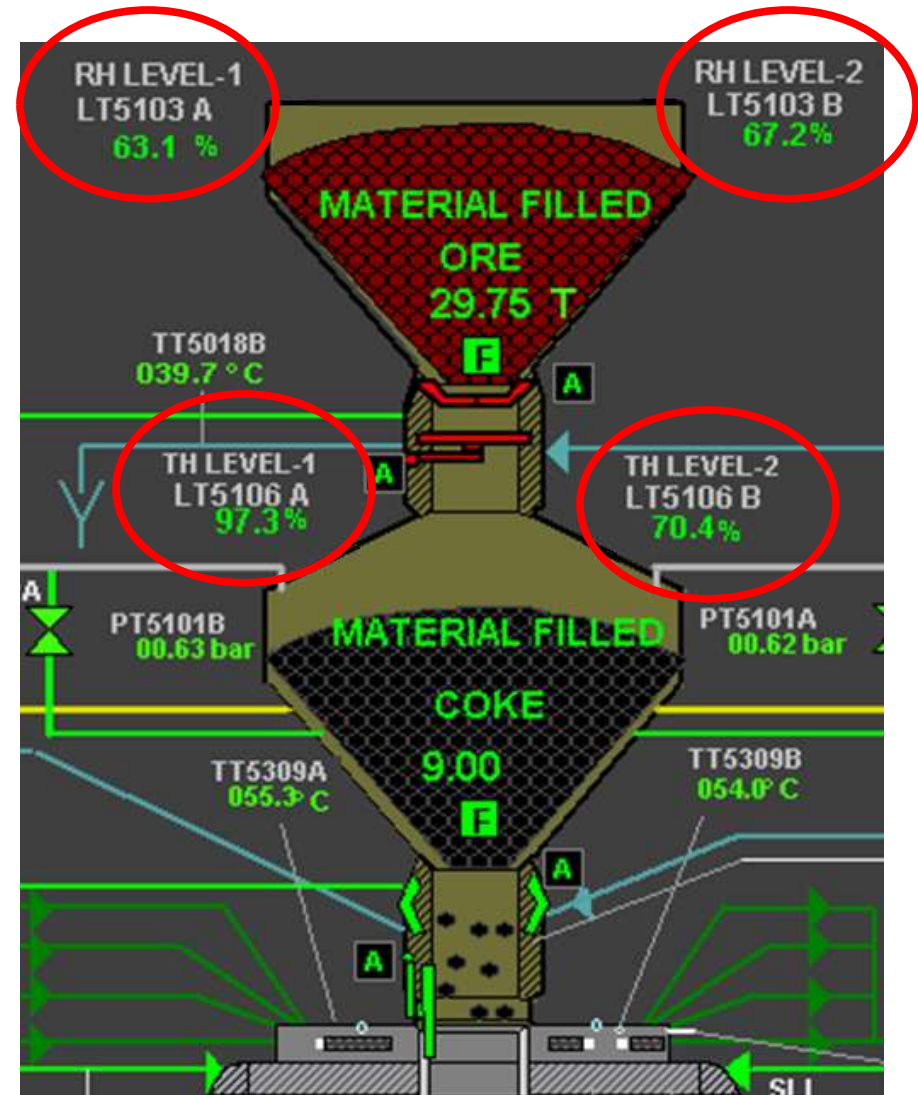 RH LEVEL-1
LT5103 A
63.1 %
RH LEVEL-2
LT5103 B
67.2%
MATERIAL FILLED
ORE
29.75 T
F
A
TT5018B
039.7 °C
TH LEVEL-1
LT5106 A
97.3%
A
TH LEVEL-2
LT5106 B
70.4%
A
PT5101B
00.63 bar
MATERIAL FILLED
PT5101A
00.62 bar
COKE
9.00
F
TT5309A
055.3° C
TT5309B
054.0° C
A
A
SLL